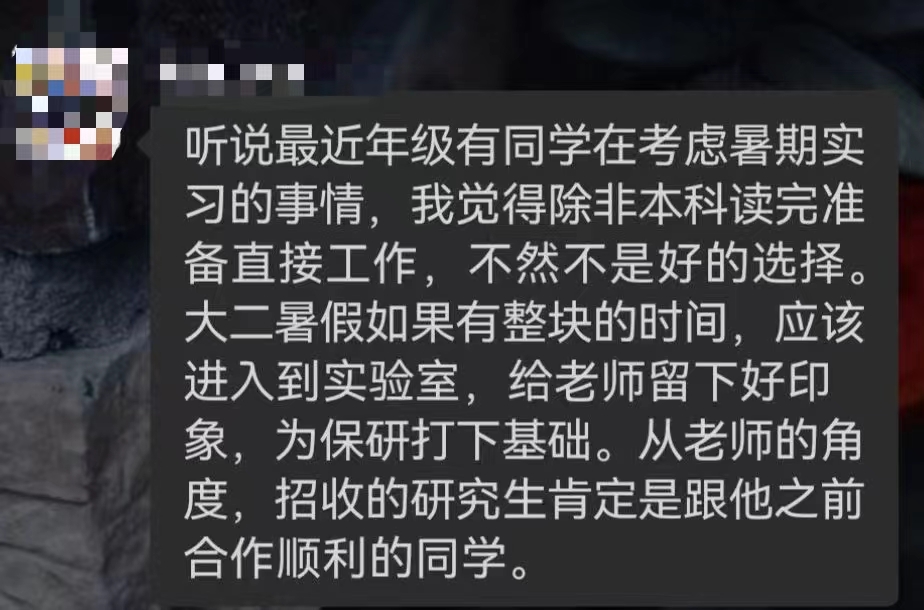 听说最近年级有同学在考虑暑期实
习的事情，我觉得除非本科读完准
备直接工作，不然不是好的选择。
大二暑假如果有整块的时间，应该
进入到实验室，给老师留下好印
象，为保研打下基础。从老师的角
度，招收的研究生肯定是跟他之前
合作顺利的同学。